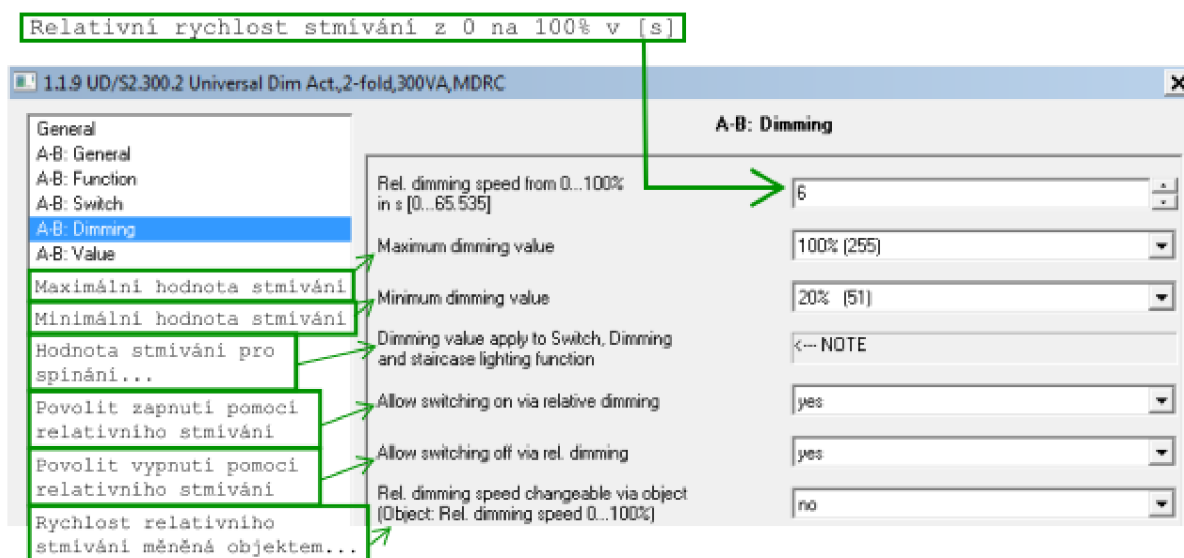 Relativní rychlost stmívání z 0 na 100% v [s]
1.1.9 UD/S2.300.2 Universal Dim Act.,2-fold,300VA,MDRC
General
A-B: General
A-B: Function
A-B: Switch
A-B: Dimming
A-B: Value
Maximální hodnota stmívání
Minimální hodnota stmívání
Hodnota stmívání pro
spínání...
Povolit zapnutí pomocí
relativního stmívání
Povolit vypnutí pomocí
relativního stmívání
Rychlost relativního
stmívání měněná objektem...
A-B: Dimming
Rel. dimming speed from 0...100%
in s [0...65.535]
6
Maximum dimming value
100% (255)
Minimum dimming value
20% (51)
Dimming value apply to Switch, Dimming
and staircase lighting function
<--- NOTE
Allow switching on via relative dimming
yes
Allow switching off via rel. dimming
yes
Rel. dimming speed changeable via object
(Object: Rel. dimming speed 0...100%)
no